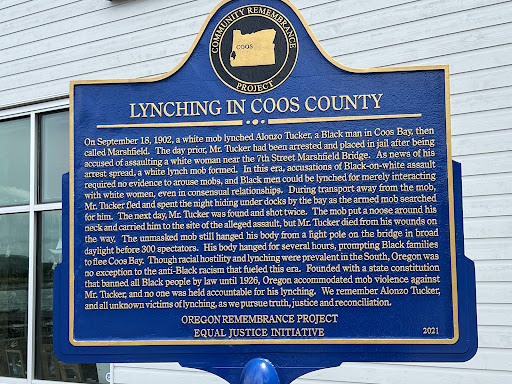 COMMUNITY REMEMBRANCE
COOS
PROJECT
LYNCHING IN COOS COUNTY
On September 18, 1902, a white mob lynched Alonzo Tucker, a Black man in Coos Bay, then
called Marshfield. The day prior, Mr. Tucker had been arrested and placed in jail after being
accused of assaulting a white woman near the 7th Street Marshfield Bridge. As news of his
arrest spread, a white lynch mob formed. In this era, accusations of Black-on-white assault
required no evidence to arouse mobs, and Black men could be lynched for merely interacting
with white women, even in consensual relationships. During transport away from the mob,
Mr. Tucker fled and spent the night hiding under docks by the bay as the armed mob searched
for him. The next day, Mr. Tucker was found and shot twice. The mob put a noose around his
neck and carried him to the site of the alleged assault, but Mr. Tucker died from his wounds on
the way. The unmasked mob still hanged his body from a light pole on the bridge in broad
daylight before 300 spectators. His body hanged for several hours, prompting Black families
to flee Coos Bay. Though racial hostility and lynching were prevalent in the South, Oregon was
no exception to the anti-Black racism that fueled this era. Founded with a state constitution
that banned all Black people by law until 1926, Oregon accommodated mob violence against
Mr. Tucker, and no one was held accountable for his lynching. We remember Alonzo Tucker,
and all unknown victims of lynching, as we pursue truth, justice and reconciliation.
OREGON REMEMBRANCE PROJECT
EQUAL JUSTICE INITIATIVE
2021